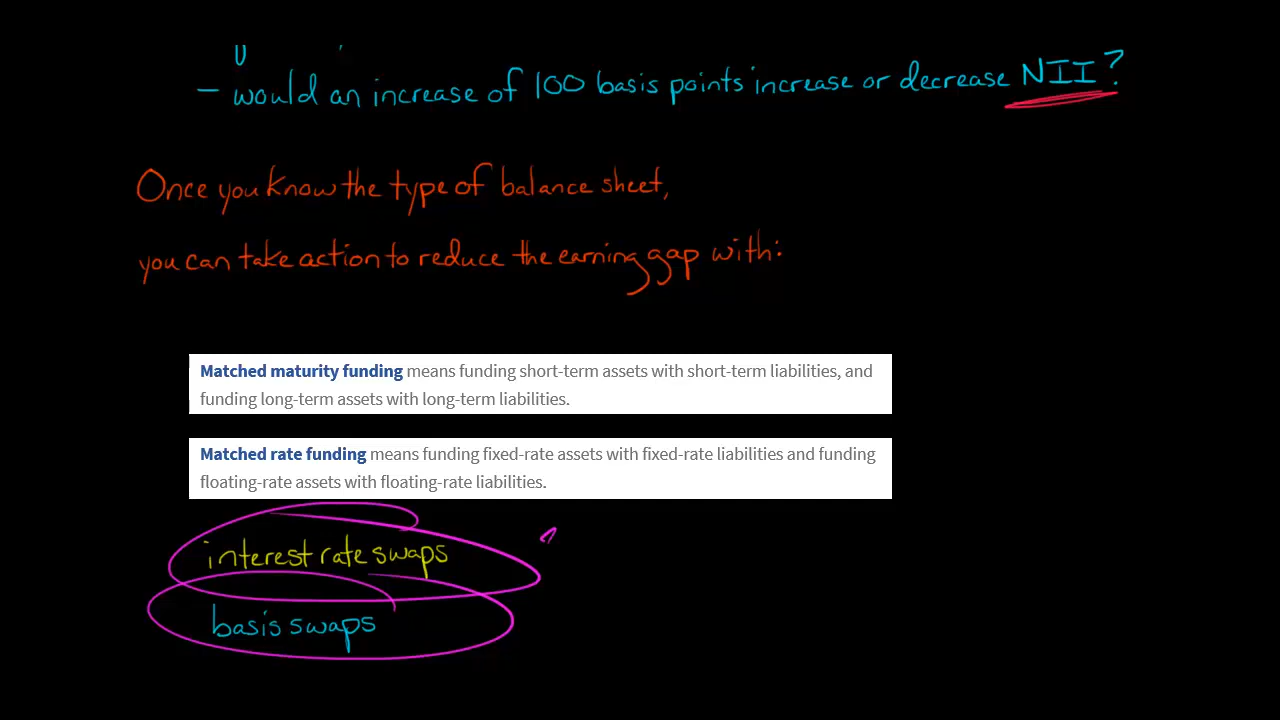 - would an increase of 100 basis points increase or decrease NII?
Once you know the type of balance sheet,
you can take action to reduce the earning gap with:
Matched maturity funding means funding short-term assets with short-term liabilities, and
funding long-term assets with long-term liabilities.
Matched rate funding means funding fixed-rate assets with fixed-rate liabilities and funding
floating-rate assets with floating-rate liabilities.
interest rate swaps
basis swaps